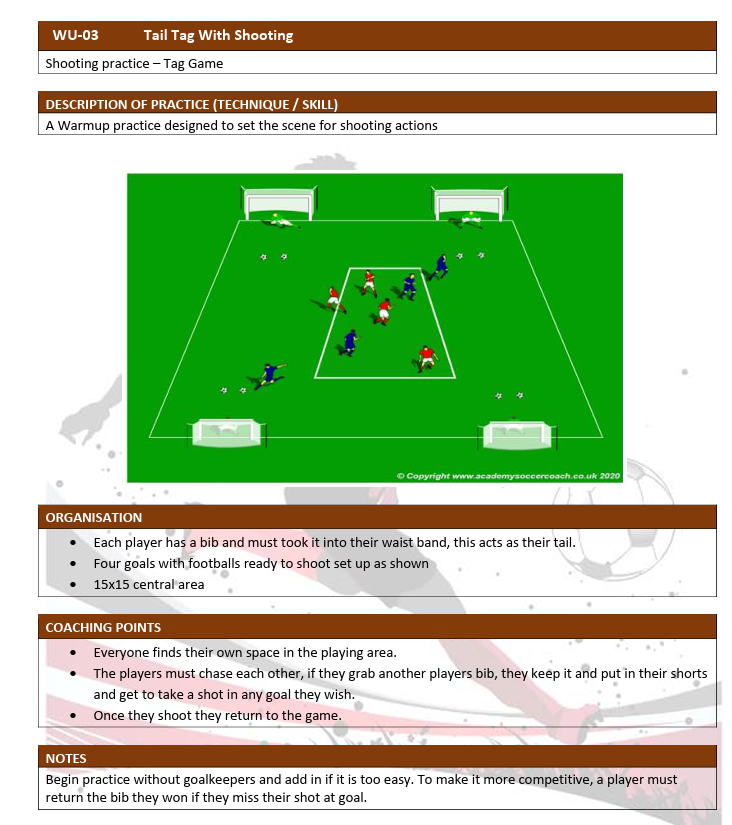 WU-03 Tail Tag With Shooting
Shooting practice – Tag Game
DESCRIPTION OF PRACTICE (TECHNIQUE / SKILL)
A Warmup practice designed to set the scene for shooting actions
© Copyright www.academysoccercoach.co.uk 2020
ORGANISATION
• Each player has a bib and must took it into their waist band, this acts as their tail.
• Four goals with footballs ready to shoot set up as shown
• 15x15 central area
COACHING POINTS
• Everyone finds their own space in the playing area.
• The players must chase each other, if they grab another players bib, they keep it and put in their shorts
and get to take a shot in any goal they wish.
• Once they shoot they return to the game.
NOTES
Begin practice without goalkeepers and add in if it is too easy. To make it more competitive, a player must
return the bib they won if they miss their shot at goal.